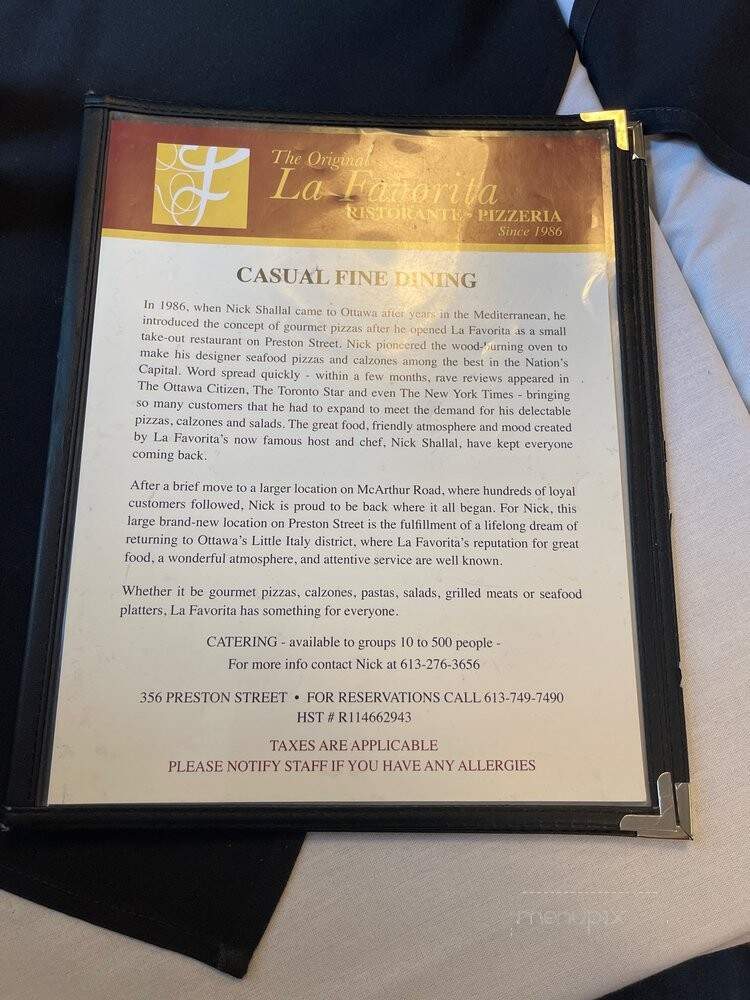 The Original
La Favorita
RISTORANTE - PIZZERIA
Since 1986
CASUAL FINE DINING
In 1986, when Nick Shallal came to Ottawa after years in the Mediterranean, he
introduced the concept of gourmet pizzas after he opened La Favorita as a small
take-out restaurant on Preston Street. Nick pioneered the wood-burning oven to
make his designer seafood pizzas and calzones among the best in the Nation's
Capital. Word spread quickly - within a few months, rave reviews appeared in
The Ottawa Citizen, The Toronto Star and even The New York Times - bringing
so many customers that he had to expand to meet the demand for his delectable
pizzas, calzones and salads. The great food, friendly atmosphere and mood created
by La Favorita's now famous host and chef, Nick Shallal, have kept everyone
coming back.
After a brief move to a larger location on McArthur Road, where hundreds of loyal
customers followed, Nick is proud to be back where it all began. For Nick, this
large brand-new location on Preston Street is the fulfillment of a lifelong dream of
returning to Ottawa's Little Italy district, where La Favorita's reputation for great
food, a wonderful atmosphere, and attentive service are well known.
Whether it be gourmet pizzas, calzones, pastas, salads, grilled meats or seafood
platters, La Favorita has something for everyone.
CATERING - available to groups 10 to 500 people -
For more info contact Nick at 613-276-3656
356 PRESTON STREET • FOR RESERVATIONS CALL 613-749-7490
HST # R114662943
TAXES ARE APPLICABLE
PLEASE NOTIFY STAFF IF YOU HAVE ANY ALLERGIES
menupix